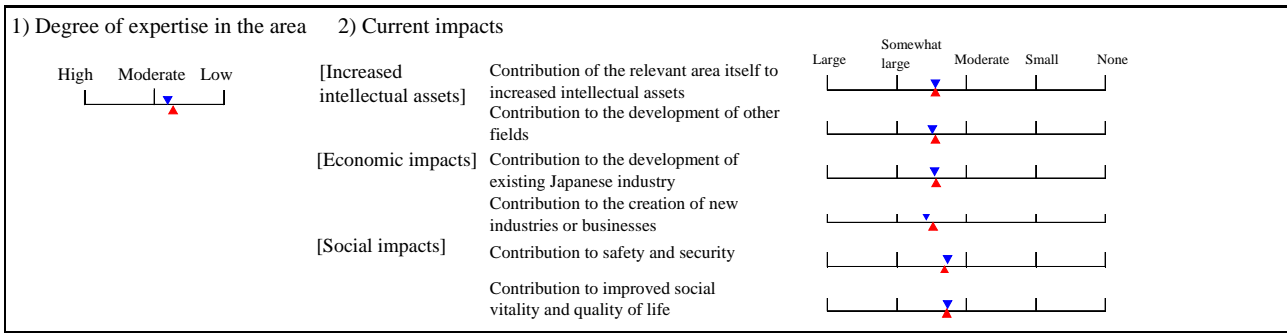 1) Degree of expertise in the area 2) Current impacts
High Moderate Low
[Increased
intellectual assets]
Contribution of the relevant area itself to
increased intellectual assets
Large Somewhat
large Moderate Small None
Contribution to the development of other
fields
[Economic impacts]
Contribution to the development of
existing Japanese industry
Contribution to the creation of new
industries or businesses
[Social impacts]
Contribution to safety and security
Contribution to improved social
vitality and quality of life